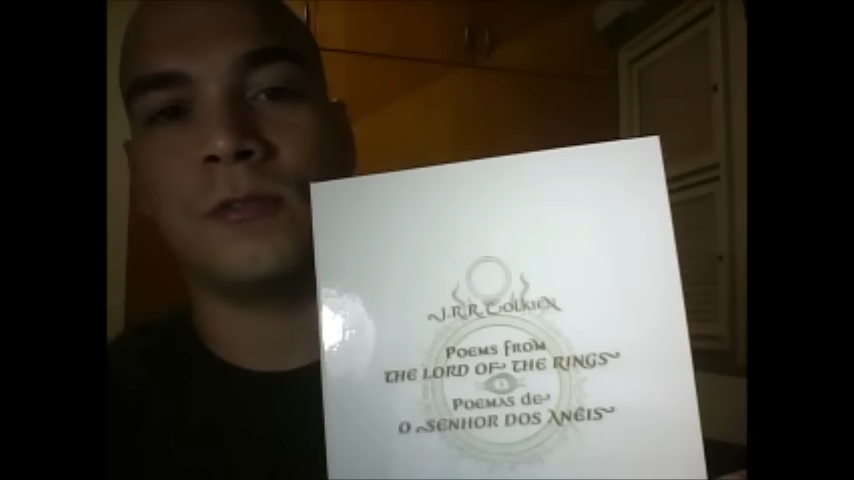 J.R.R. TOLKIEN
POEMS FROM
THE LORD OF THE RINGS
POEMAS de
O SENHOR DOS ANÉIS